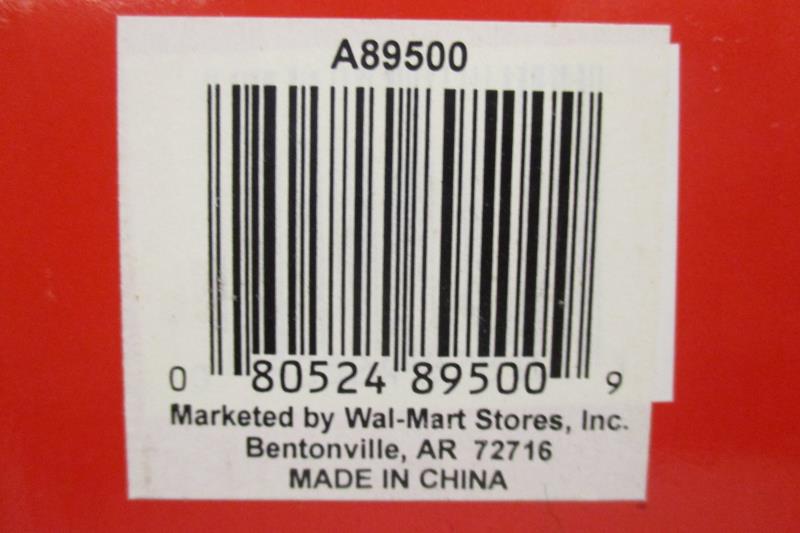 A89500
0 80524 89500 9
Marketed by Wal-Mart Stores, Inc.
Bentonville, AR 72716
MADE IN CHINA